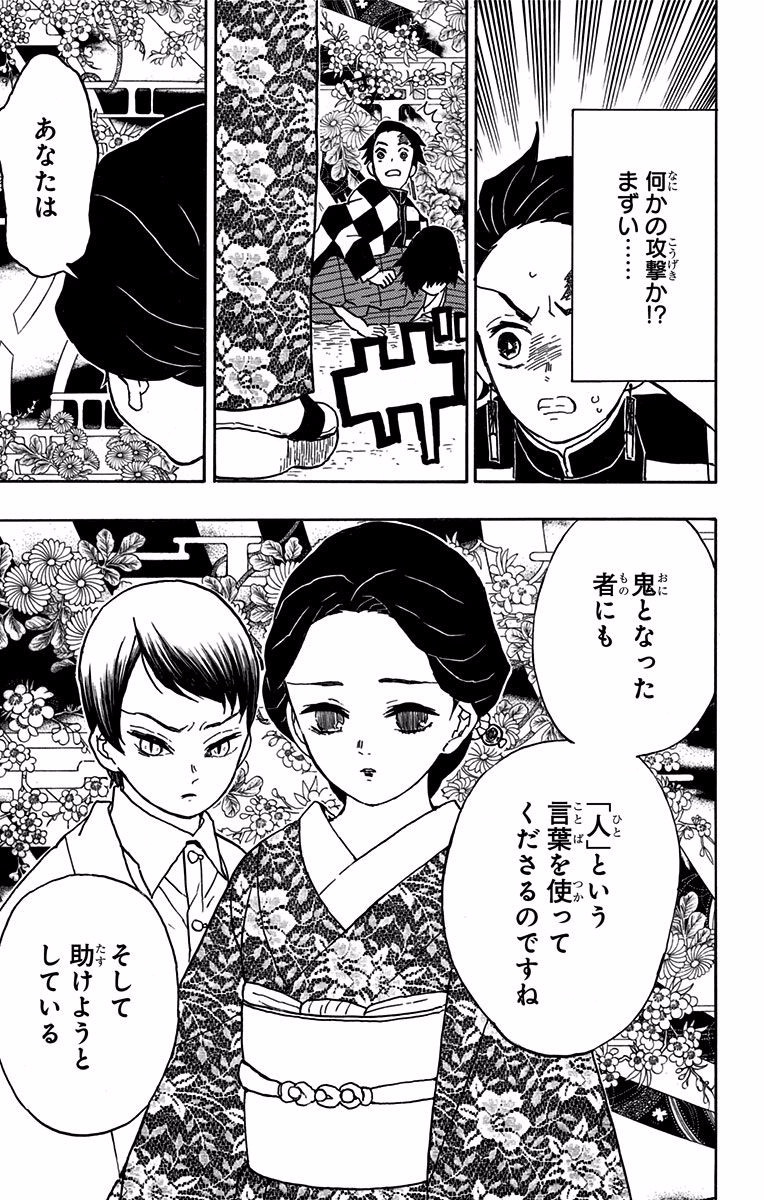 何かの攻撃か!?
まずい……
ザ
あなたは
鬼となった
者にも
「人」という
言葉を使って
くださるのですね
そして
助けようと
している